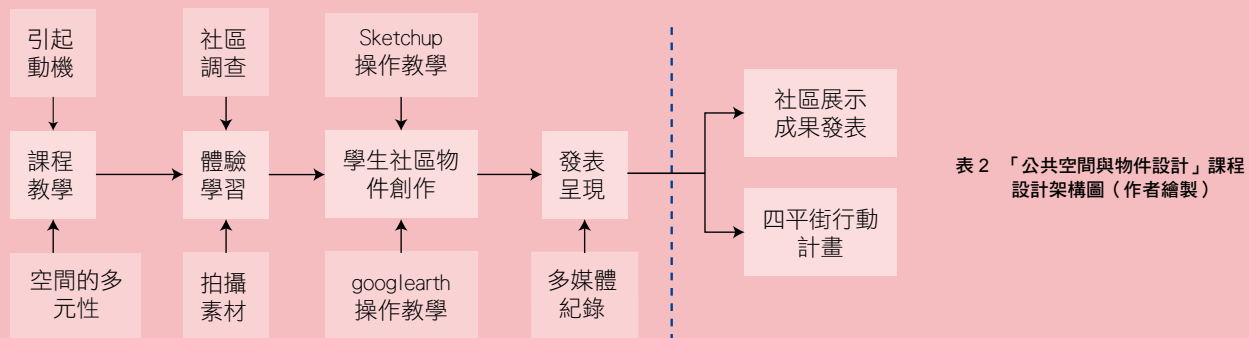 引起
動機
社區
調查
Sketchup
操作教學
課程
教學
體驗
學習
學生社區物
件創作
發表
呈現
空間的多
元性
拍攝
素材
googlearth
操作教學
多媒體
紀錄
社區展示
成果發表
四平街行動
計畫
表 2 「公共空間與物件設計」課程
設計架構圖（作者繪製）